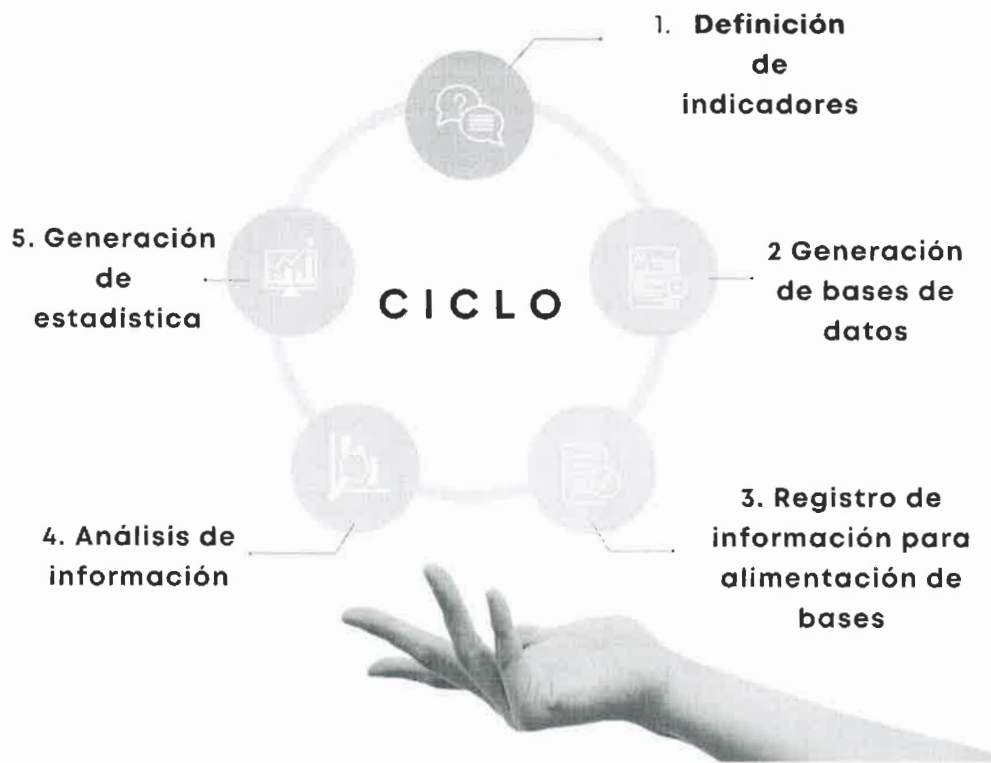 1. Definición
de
indicadores
2 Generación
de bases de
datos
3. Registro de
información para
alimentación de
bases
4. Análisis de
información
5. Generación
de
estadística
CICLO